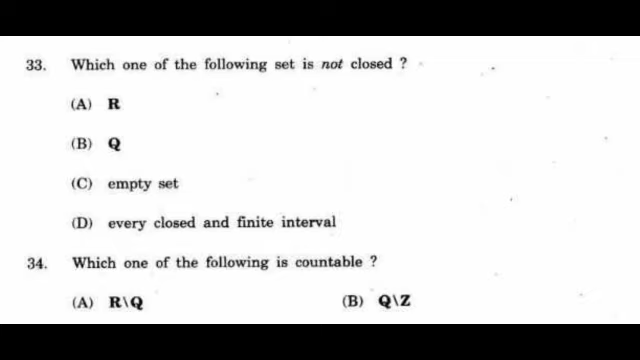 33. Which one of the following set is not closed ?
(A) R
(B) Q
(C) empty set
(D) every closed and finite interval
34. Which one of the following is countable ?
(A) R\Q (B) Q\Z